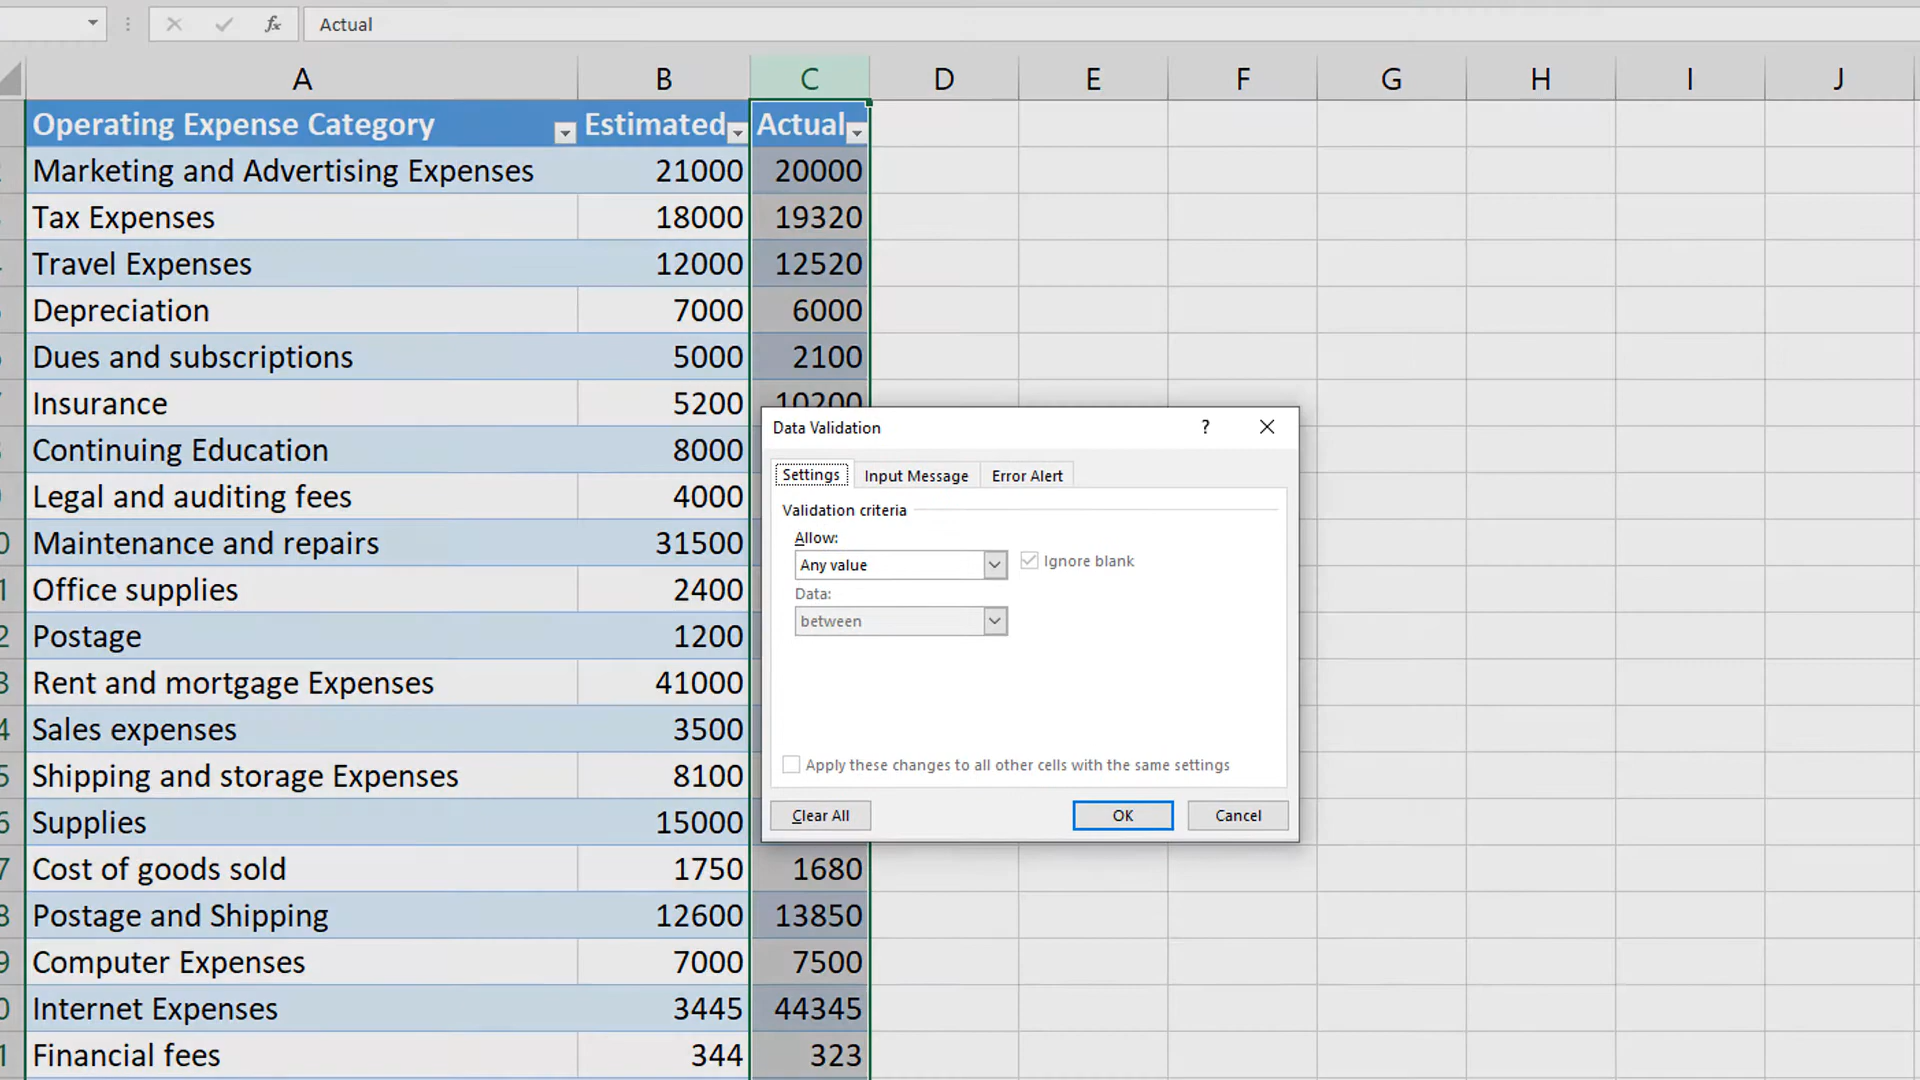 fx Actual
A B C D E F G H I J
Operating Expense Category Estimated Actual
Marketing and Advertising Expenses 21000 20000
Tax Expenses 18000 19320
Travel Expenses 12000 12520
Depreciation 7000 6000
Dues and subscriptions 5000 2100
Insurance 5200 10200
Continuing Education 8000
Legal and auditing fees 4000
Maintenance and repairs 31500
Office supplies 2400
Postage 1200
Rent and mortgage Expenses 41000
Sales expenses 3500
Shipping and storage Expenses 8100
Supplies 15000
Cost of goods sold 1750 1680
Postage and Shipping 12600 13850
Computer Expenses 7000 7500
Internet Expenses 3445 44345
Financial fees 344 323
Data Validation ?
Settings Input Message Error Alert
Validation criteria
Allow:
Any value Ignore blank
Data:
between
Apply these changes to all other cells with the same settings
Clear All OK Cancel